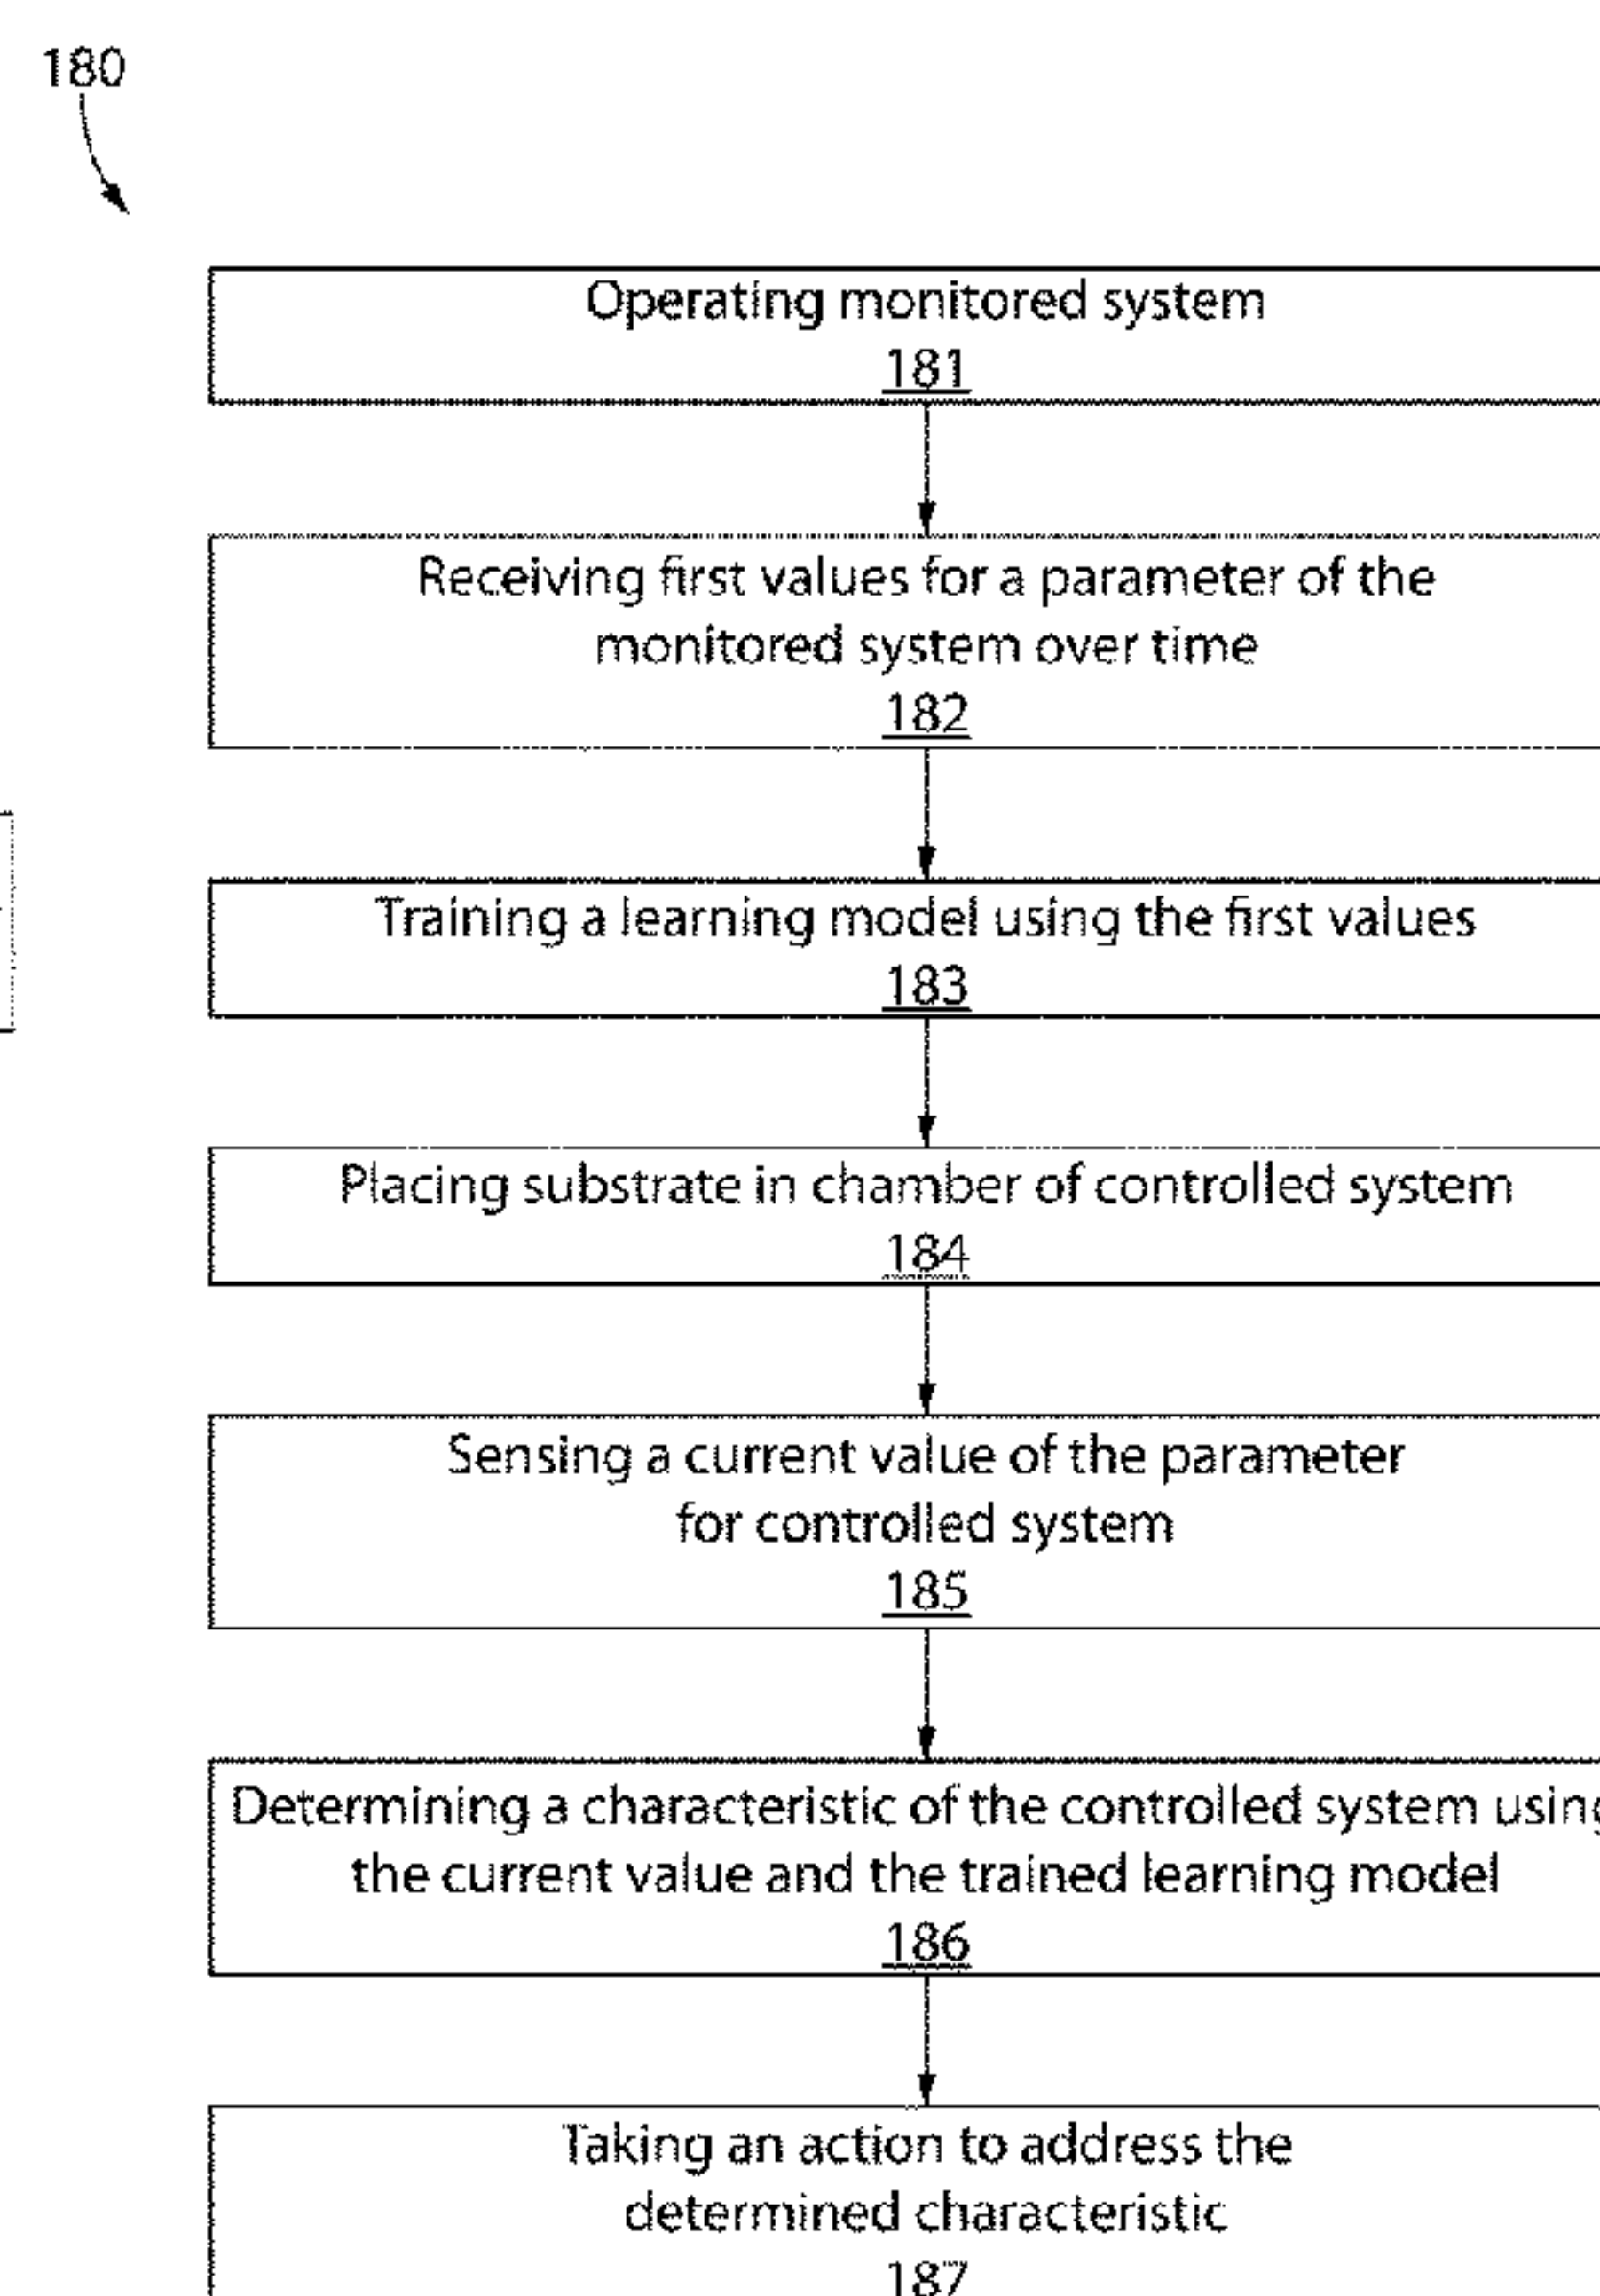 180
Operating monitored system
181
Receiving first values for a parameter of the
monitored system over time
182
Training a learning model using the first values
183
Placing substrate in chamber of controlled system
184
Sensing a current value of the parameter
for controlled system
185
Determining a characteristic of the controlled system using
the current value and the trained learning model
186
Taking an action to address the
determined characteristic
187